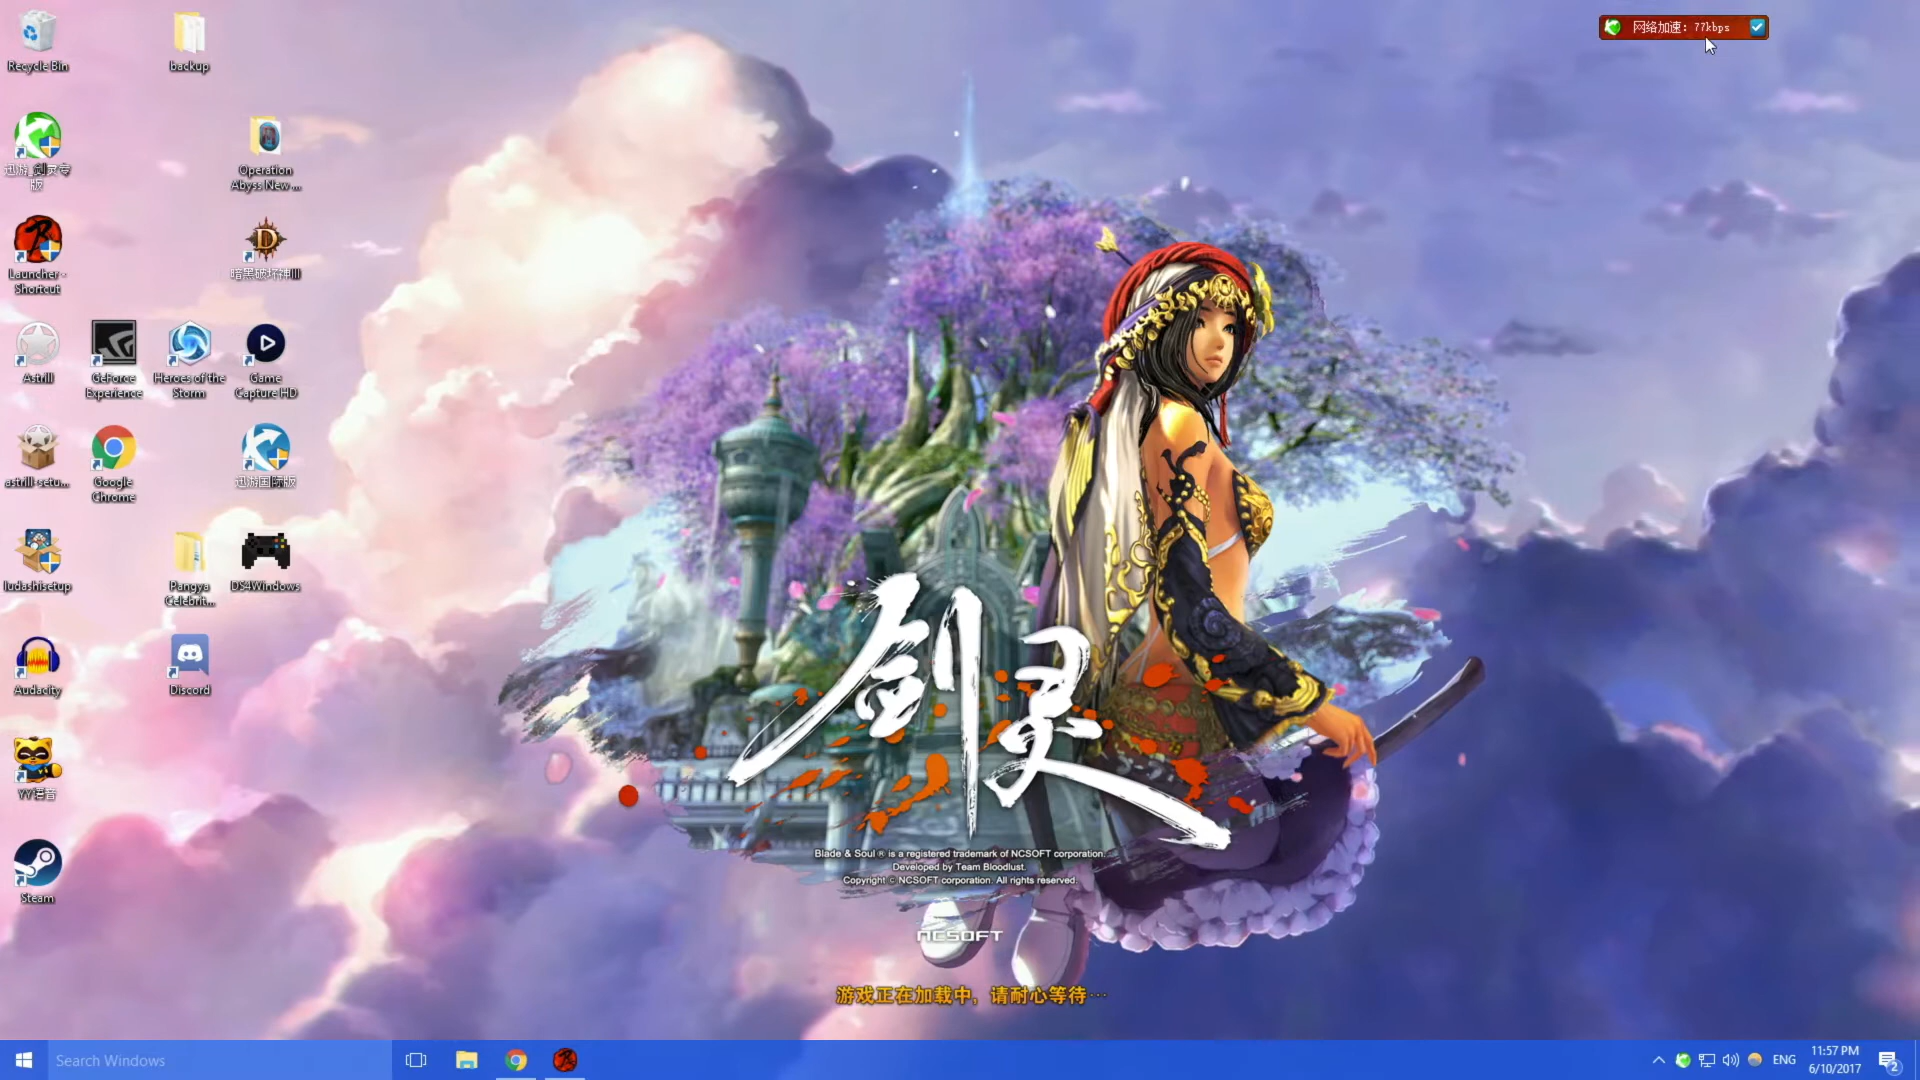 Recycle Bin
backup
网络加速：77kbps
迅游_剑灵专
版
Operation
Abyss New ...
Launcher -
Shortcut
暗黑破坏神III
Astrill
GeForce
Experience
Heroes of the
Storm
Game
Capture HD
astrill-setu...
Google
Chrome
迅游国际版
ludashisetup
Pangya
Celebrit...
DS4Windows
Audacity
Discord
YY语音
Steam
剑灵
Blade & Soul ® is a registered trademark of NCSOFT corporation.
Developed by Team Bloodlust.
Copyright © NCSOFT corporation. All rights reserved.
NCSOFT
游戏正在加载中，请耐心等待···
Search Windows
ENG
11:57 PM
6/10/2017
2